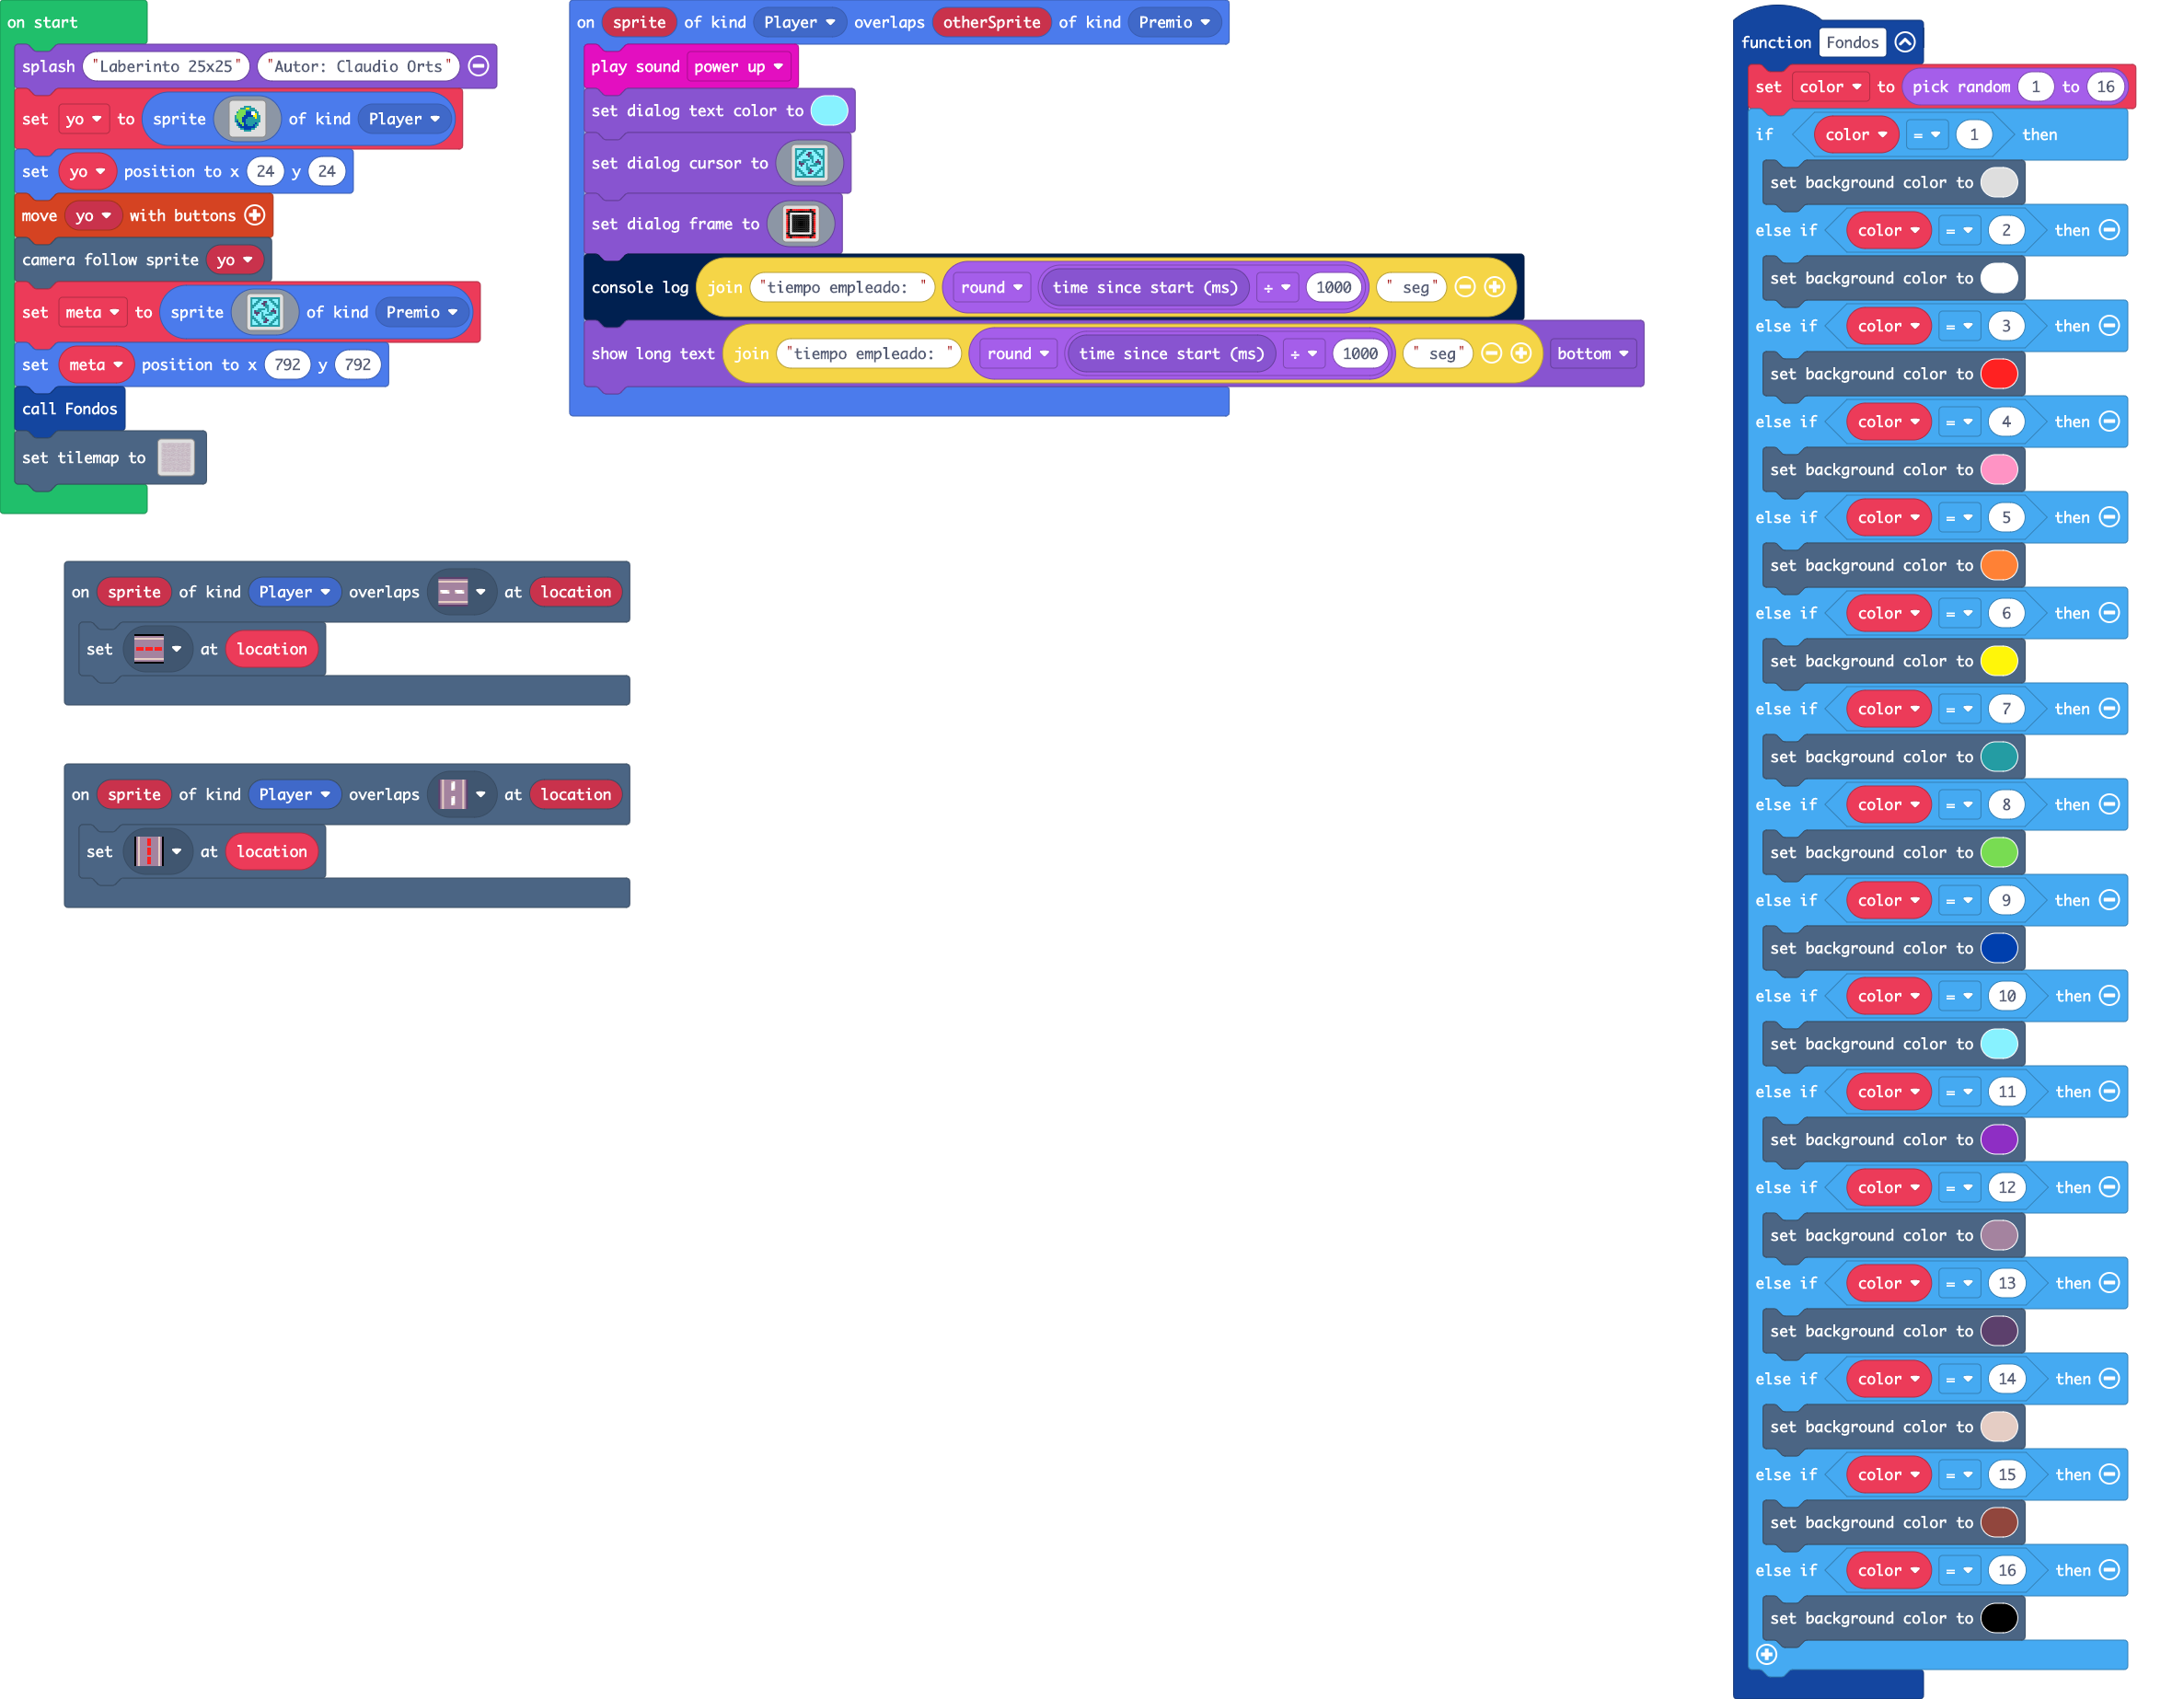 on start
splash "Laberinto 25x25" "Autor: Claudio Orts"
set yo to sprite of kind Player
set yo position to x 24 y 24
move yo with buttons
camera follow sprite yo
set meta to sprite of kind Premio
set meta position to x 792 y 792
call Fondos
set tilemap to
on sprite of kind Player overlaps at location
set at location
on sprite of kind Player overlaps at location
set at location
on sprite of kind Player overlaps otherSprite of kind Premio
play sound power up
set dialog text color to
set dialog cursor to
set dialog frame to
console log join "tiempo empleado: " round time since start (ms) ÷ 1000 " seg"
show long text join "tiempo empleado: " round time since start (ms) ÷ 1000 " seg" bottom
function Fondos
set color to pick random 1 to 16
if color = 1 then
set background color to
else if color = 2 then
set background color to
else if color = 3 then
set background color to
else if color = 4 then
set background color to
else if color = 5 then
set background color to
else if color = 6 then
set background color to
else if color = 7 then
set background color to
else if color = 8 then
set background color to
else if color = 9 then
set background color to
else if color = 10 then
set background color to
else if color = 11 then
set background color to
else if color = 12 then
set background color to
else if color = 13 then
set background color to
else if color = 14 then
set background color to
else if color = 15 then
set background color to
else if color = 16 then
set background color to